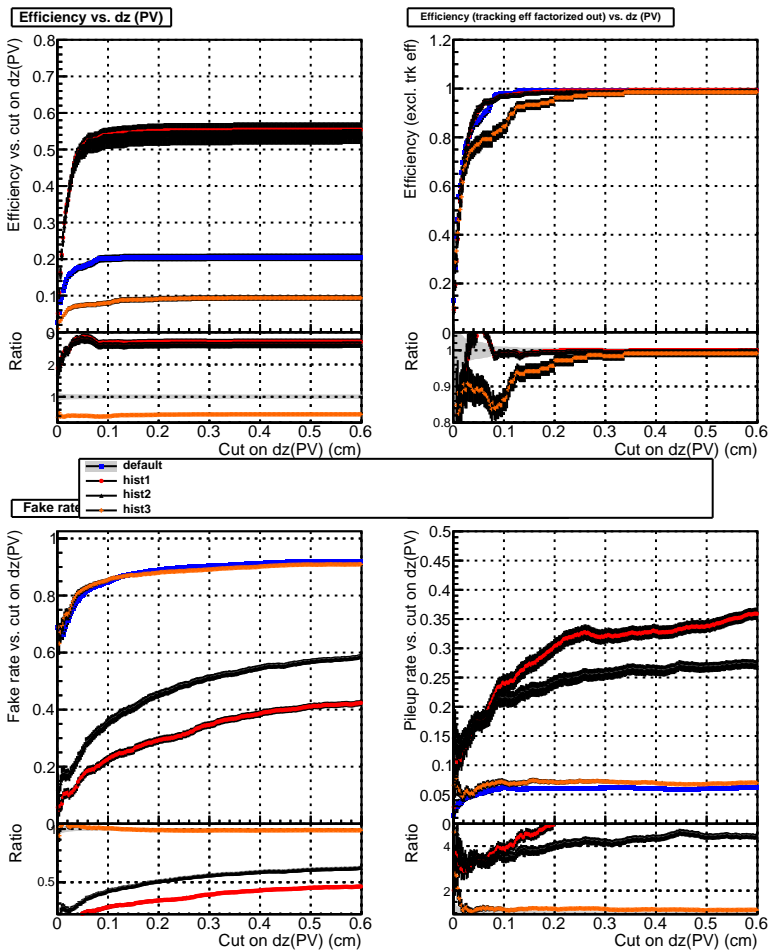 Efficiency vs. dz (PV)
Efficiency (tracking eff factorized out) vs. dz (PV)
Efficiency vs. cut on dz(PV)
0.8
0.7
0.6
0.5
0.4
0.3
0.2
0.1
0
Ratio
2
1
0 0.1 0.2 0.3 0.4 0.5 0.6
Cut on dz(PV) (cm)
Efficiency (excl. trk eff)
1.2
1
0.8
0.6
0.4
0.2
0
Ratio
1
0.9
0.8
0 0.1 0.2 0.3 0.4 0.5 0.6
Cut on dz(PV) (cm)
default
hist1
hist2
hist3
Fake rate
Fake rate vs. cut on dz(PV)
1
0.8
0.6
0.4
0.2
0
Ratio
1
0.5
0 0.1 0.2 0.3 0.4 0.5 0.6
Cut on dz(PV) (cm)
Pileup rate vs. cut on dz(PV)
0.5
0.45
0.4
0.35
0.3
0.25
0.2
0.15
0.1
0.05
0
Ratio
4
2
0 0.1 0.2 0.3 0.4 0.5 0.6
Cut on dz(PV) (cm)